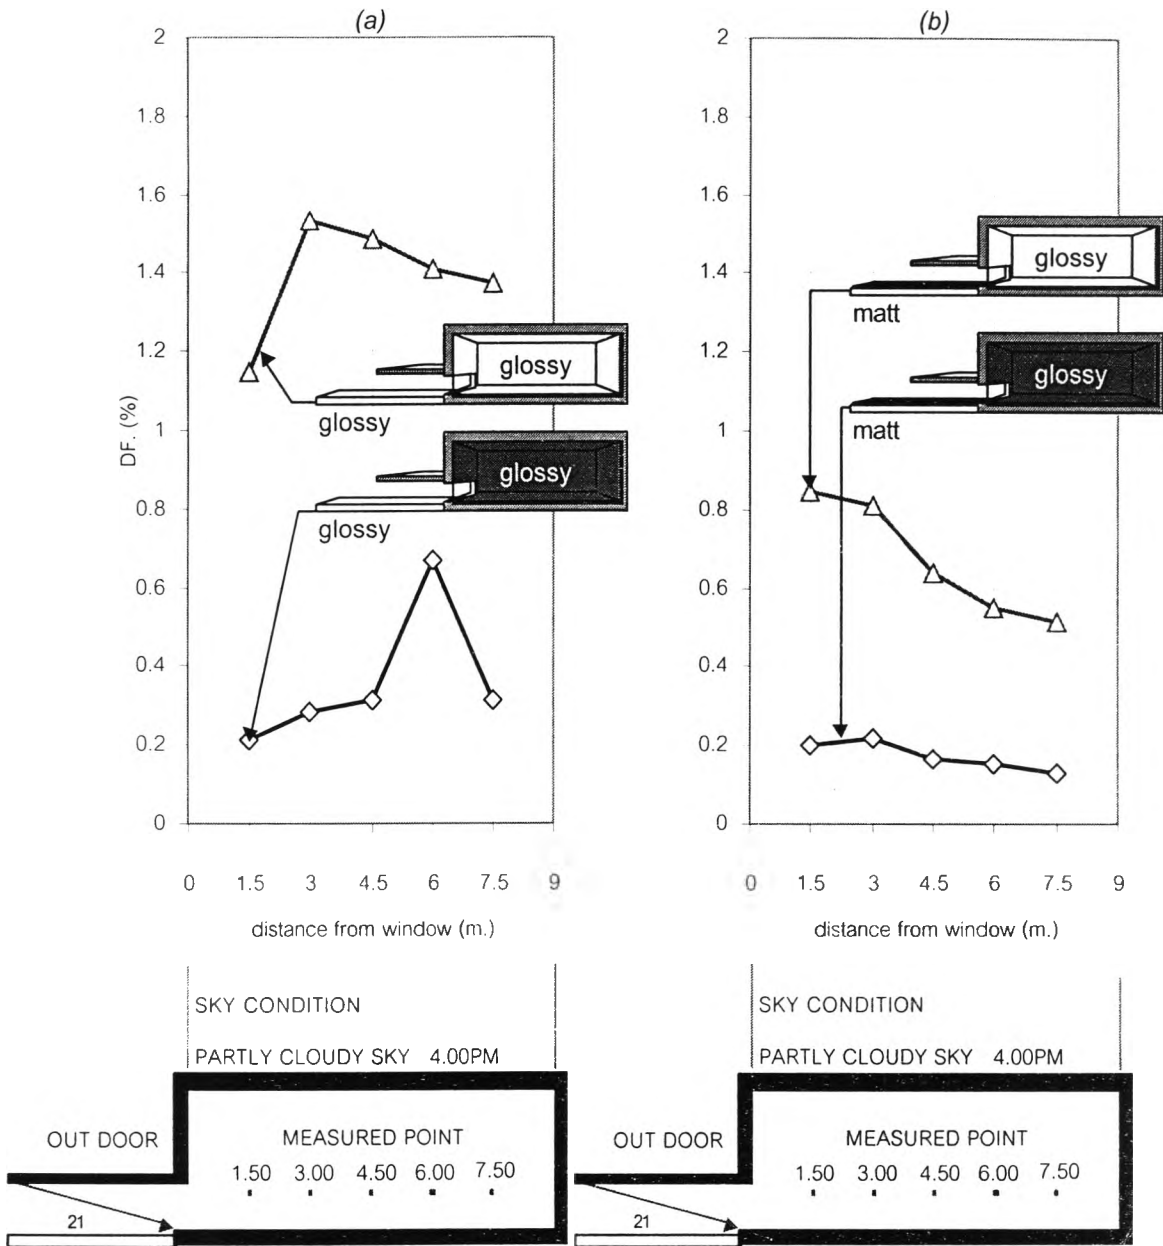 (a)
2
1.8
1.6
1.4
1.2
1
0.8
0.6
0.4
0.2
0
DF. (%)
glossy
glossy
glossy
glossy
0 1.5 3 4.5 6 7.5 9
distance from window (m.)
SKY CONDITION
PARTLY CLOUDY SKY 4.00PM
OUT DOOR MEASURED POINT
1.50 3.00 4.50 6.00 7.50
21
(b)
2
1.8
1.6
1.4
1.2
1
0.8
0.6
0.4
0.2
0
glossy
matt
glossy
matt
0 1.5 3 4.5 6 7.5 9
distance from window (m.)
SKY CONDITION
PARTLY CLOUDY SKY 4.00PM
OUT DOOR MEASURED POINT
1.50 3.00 4.50 6.00 7.50
21